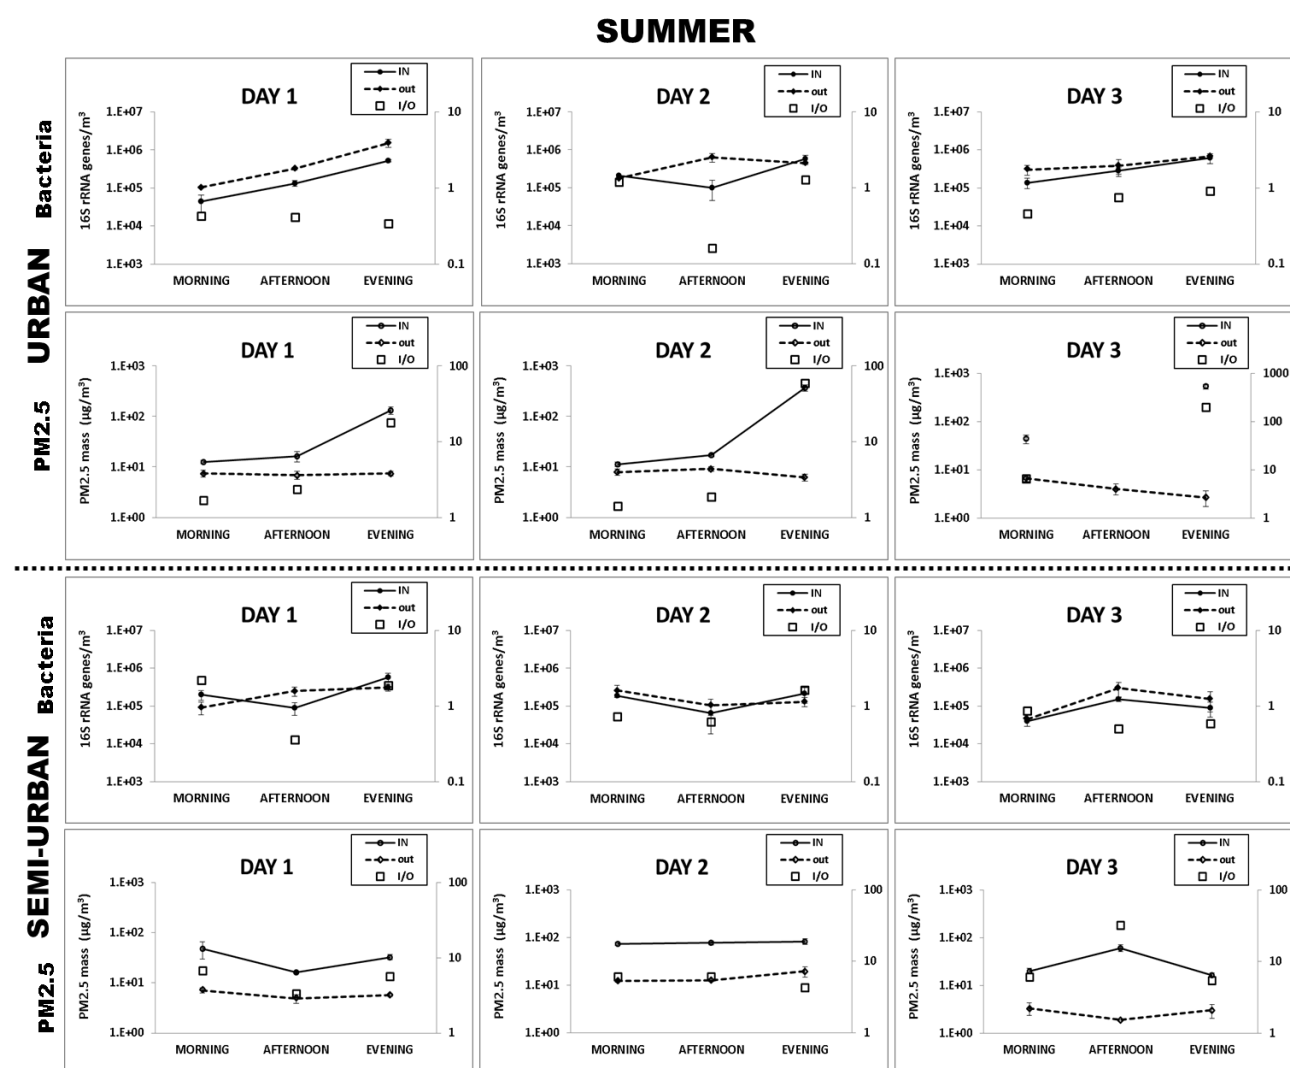 SUMMER
URBAN
Bacteria
DAY 1
IN
out
I/O
16S rRNA genes/m³
1.E+07
1.E+06
1.E+05
1.E+04
1.E+03
10
1
0.1
MORNING AFTERNOON EVENING
DAY 2
IN
out
I/O
16S rRNA genes/m³
1.E+07
1.E+06
1.E+05
1.E+04
1.E+03
10
1
0.1
MORNING AFTERNOON EVENING
DAY 3
IN
out
I/O
16S rRNA genes/m³
1.E+07
1.E+06
1.E+05
1.E+04
1.E+03
10
1
0.1
MORNING AFTERNOON EVENING
PM2.5
DAY 1
IN
out
I/O
PM2.5 mass (µg/m³)
1.E+03
1.E+02
1.E+01
1.E+00
100
10
1
MORNING AFTERNOON EVENING
DAY 2
IN
out
I/O
PM2.5 mass (µg/m³)
1.E+03
1.E+02
1.E+01
1.E+00
100
10
1
MORNING AFTERNOON EVENING
DAY 3
IN
out
I/O
PM2.5 mass (µg/m³)
1.E+03
1.E+02
1.E+01
1.E+00
1000
100
10
1
MORNING AFTERNOON EVENING
SEMI-URBAN
Bacteria
DAY 1
IN
out
I/O
16S rRNA genes/m³
1.E+07
1.E+06
1.E+05
1.E+04
1.E+03
10
1
0.1
MORNING AFTERNOON EVENING
DAY 2
IN
out
I/O
16S rRNA genes/m³
1.E+07
1.E+06
1.E+05
1.E+04
1.E+03
10
1
0.1
MORNING AFTERNOON EVENING
DAY 3
IN
out
I/O
16S rRNA genes/m³
1.E+07
1.E+06
1.E+05
1.E+04
1.E+03
10
1
0.1
MORNING AFTERNOON EVENING
PM2.5
DAY 1
IN
out
I/O
PM2.5 mass (µg/m³)
1.E+03
1.E+02
1.E+01
1.E+00
100
10
1
MORNING AFTERNOON EVENING
DAY 2
IN
out
I/O
PM2.5 mass (µg/m³)
1.E+03
1.E+02
1.E+01
1.E+00
100
10
1
MORNING AFTERNOON EVENING
DAY 3
IN
out
I/O
PM2.5 mass (µg/m³)
1.E+03
1.E+02
1.E+01
1.E+00
100
10
1
MORNING AFTERNOON EVENING